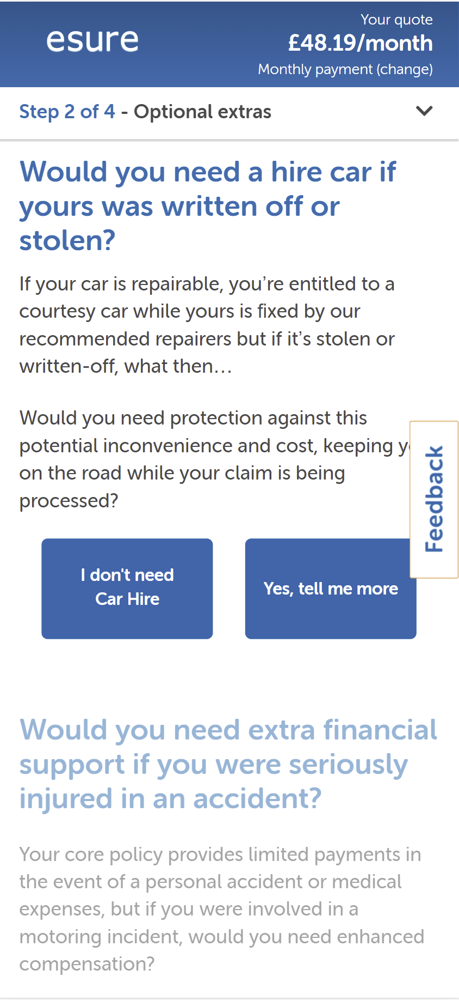 esure
Your quote
£48.19/month
Monthly payment (change)
Step 2 of 4 - Optional extras
Would you need a hire car if
yours was written off or
stolen?
If your car is repairable, you’re entitled to a
courtesy car while yours is fixed by our
recommended repairers but if it’s stolen or
written-off, what then…
Would you need protection against this
potential inconvenience and cost, keeping
on the road while your claim is being
processed?
Feedback
I don't need
Car Hire
Yes, tell me more
Would you need extra financial
support if you were seriously
injured in an accident?
Your core policy provides limited payments in
the event of a personal accident or medical
expenses, but if you were involved in a
motoring incident, would you need enhanced
compensation?